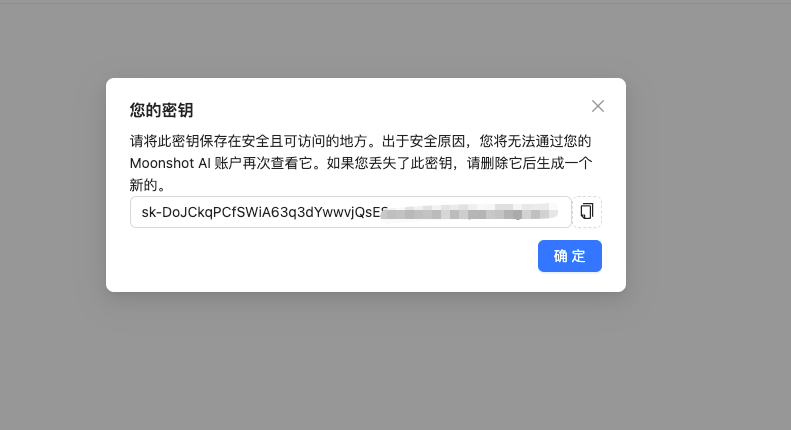 您的密钥
请将此密钥保存在安全且可访问的地方。出于安全原因，您将无法通过您的
Moonshot AI 账户再次查看它。如果您丢失了此密钥，请删除它后生成一个
新的。
sk-DoJCkqPCfSWiA63q3dYwwvjQsE
确 定